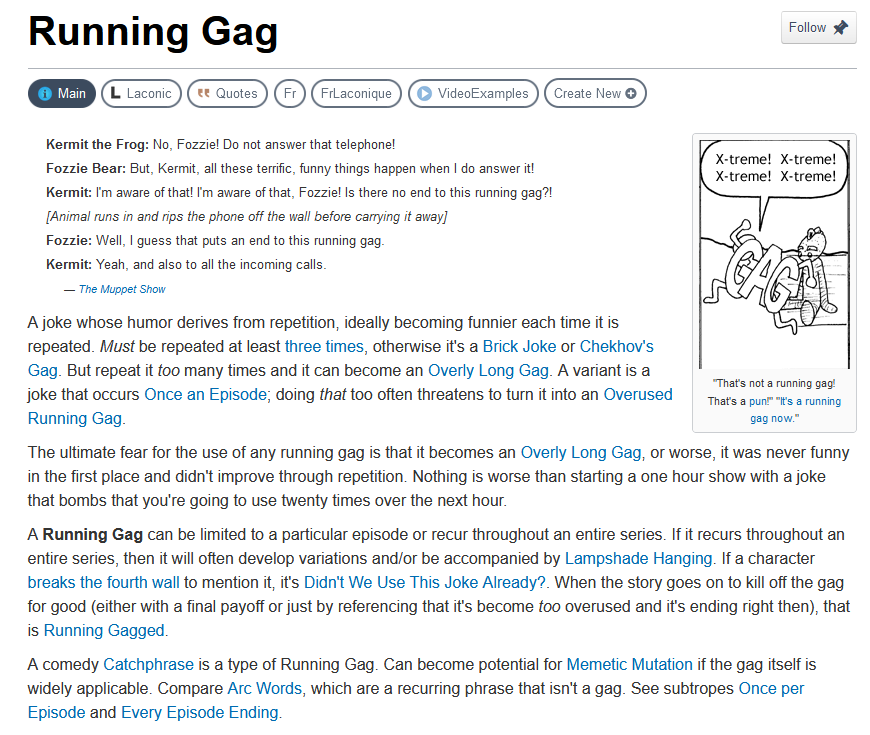 Running Gag
Follow
Main
L Laconic
Quotes
Fr
FrLaconique
VideoExamples
Create New
Kermit the Frog: No, Fozzie! Do not answer that telephone!
Fozzie Bear: But, Kermit, all these terrific, funny things happen when I do answer it!
Kermit: I'm aware of that! I'm aware of that, Fozzie! Is there no end to this running gag?!
[Animal runs in and rips the phone off the wall before carrying it away]
Fozzie: Well, I guess that puts an end to this running gag.
Kermit: Yeah, and also to all the incoming calls.
— The Muppet Show
X-treme! X-treme!
X-treme! X-treme!
GAG
"That's not a running gag!
That's a pun!" "It's a running
gag now."
A joke whose humor derives from repetition, ideally becoming funnier each time it is
repeated. Must be repeated at least three times, otherwise it's a Brick Joke or Chekhov's
Gag. But repeat it too many times and it can become an Overly Long Gag. A variant is a
joke that occurs Once an Episode; doing that too often threatens to turn it into an Overused
Running Gag.
The ultimate fear for the use of any running gag is that it becomes an Overly Long Gag, or worse, it was never funny
in the first place and didn't improve through repetition. Nothing is worse than starting a one hour show with a joke
that bombs that you're going to use twenty times over the next hour.
A Running Gag can be limited to a particular episode or recur throughout an entire series. If it recurs throughout an
entire series, then it will often develop variations and/or be accompanied by Lampshade Hanging. If a character
breaks the fourth wall to mention it, it's Didn't We Use This Joke Already?. When the story goes on to kill off the gag
for good (either with a final payoff or just by referencing that it's become too overused and it's ending right then), that
is Running Gagged.
A comedy Catchphrase is a type of Running Gag. Can become potential for Memetic Mutation if the gag itself is
widely applicable. Compare Arc Words, which are a recurring phrase that isn't a gag. See subtropes Once per
Episode and Every Episode Ending.